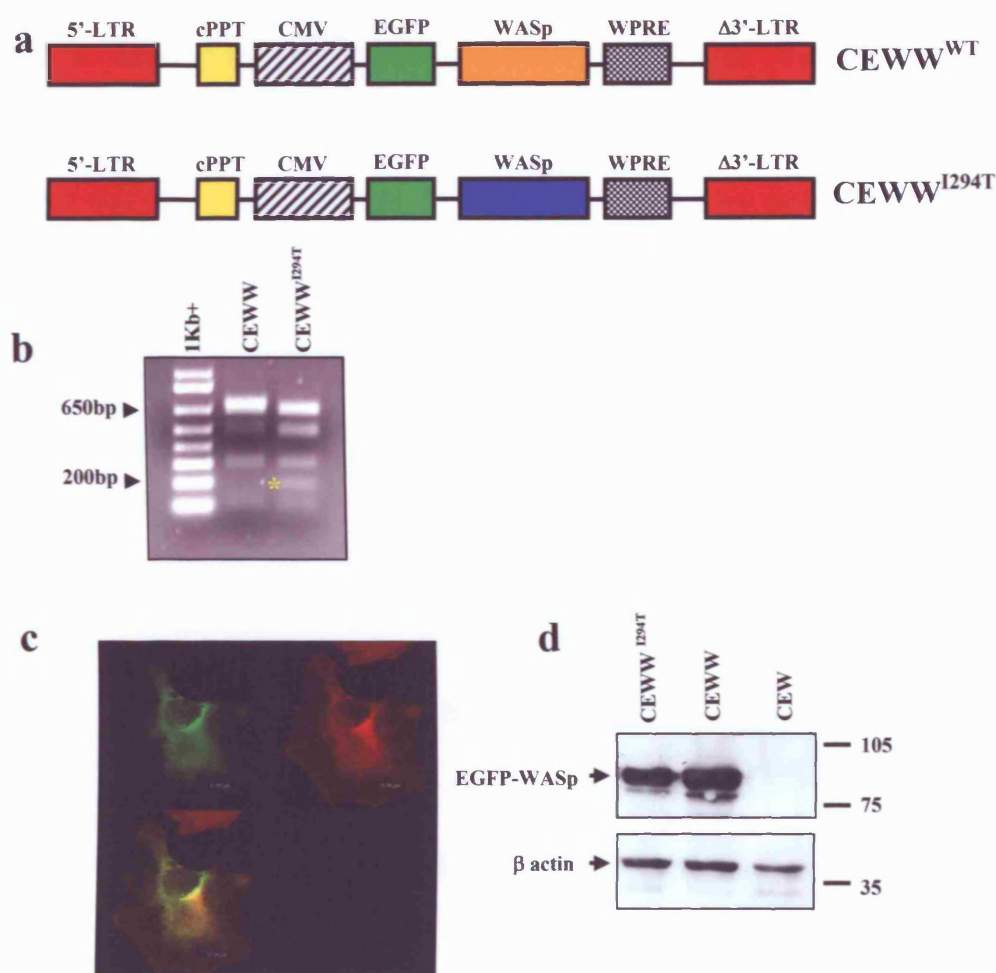 a
5'-LTR cPPT CMV EGFP WASp WPRE Δ3'-LTR
CEWW^WT
5'-LTR cPPT CMV EGFP WASp WPRE Δ3'-LTR
CEWW^I294T
b
1Kb+ CEWW CEWW^I294T
650bp
200bp
*
c
d
CEWW^I294T CEWW CEW
EGFP-WASp
105
75
β actin
35